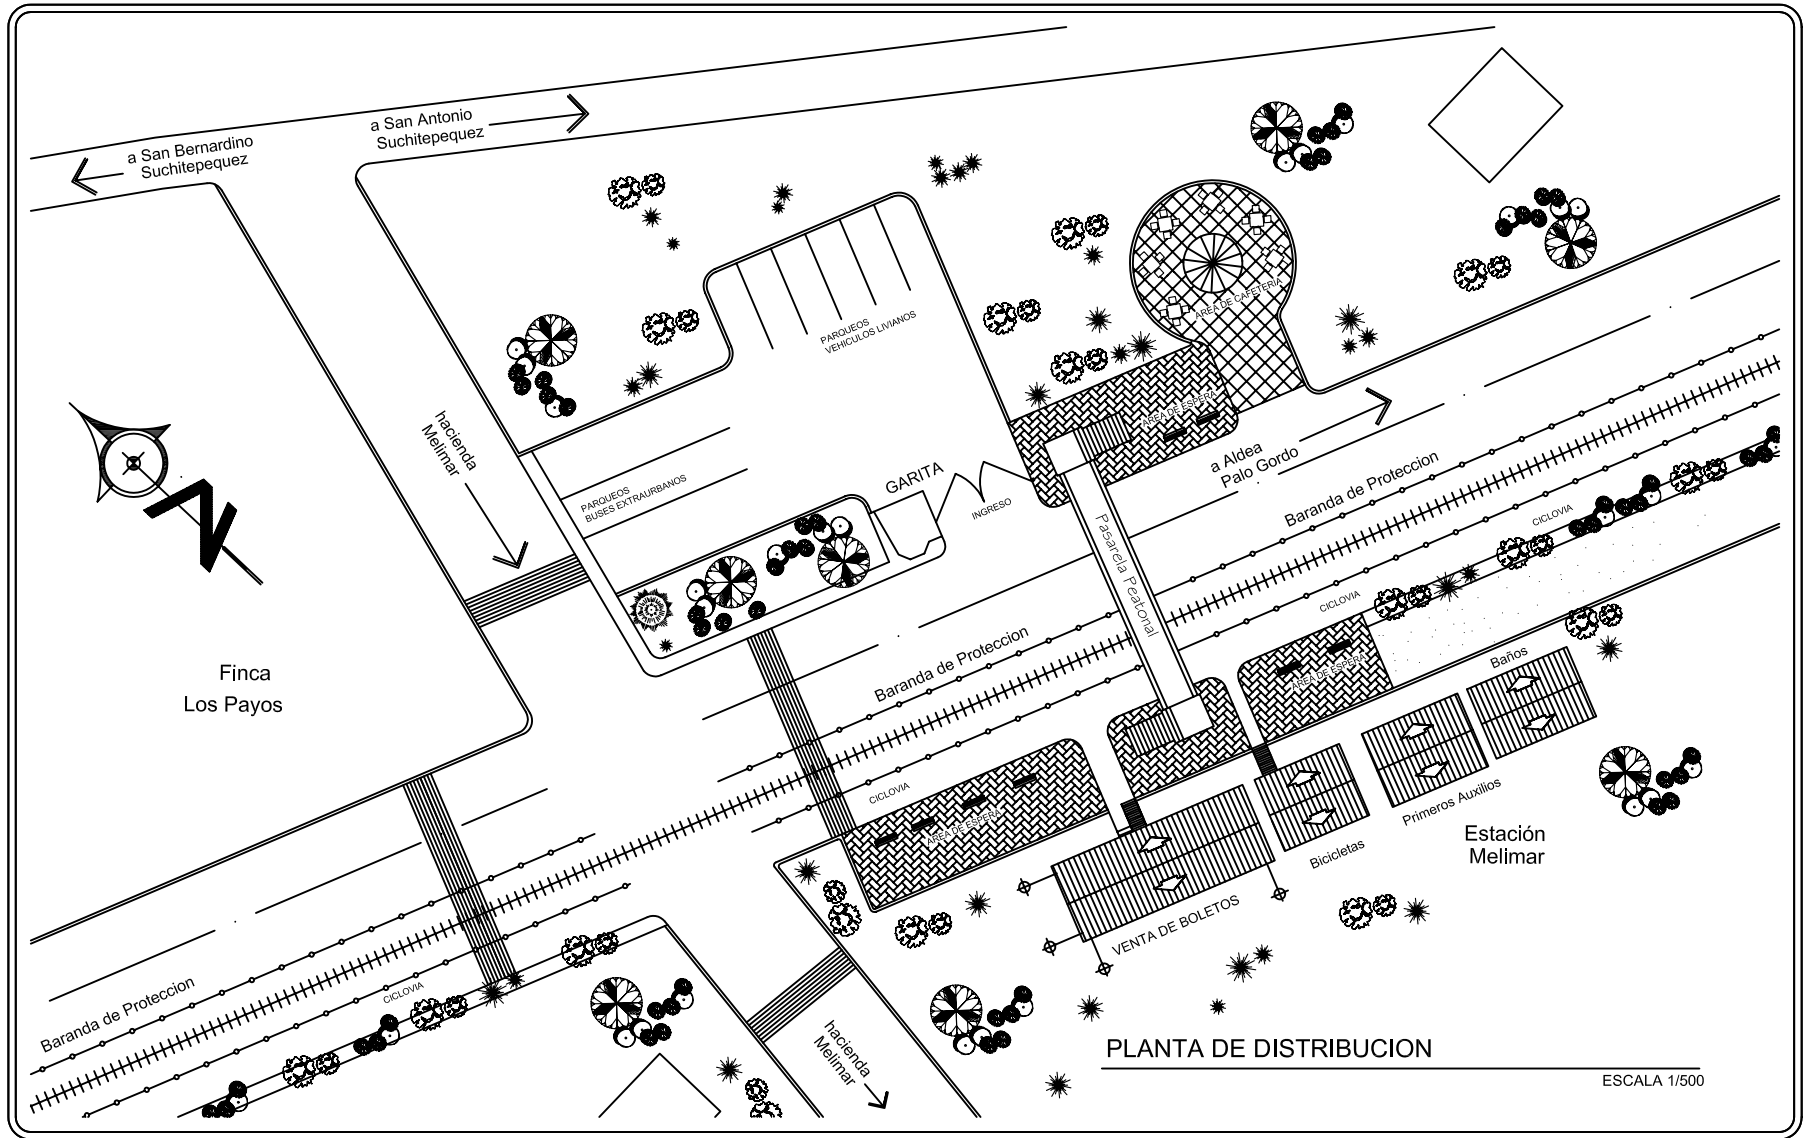 a San Antonio
Suchitepequez
a San Bernardino
Suchitepequez
AREA DE CAFETERIA
PARQUEOS
VEHICULOS LIVIANOS
AREA DE ESPERA
hacienda
Melimar
a Aldea
Palo Gordo
GARITA
Baranda de Proteccion
PARQUEOS
BUSES EXTRAURBANOS
INGRESO
CICLOVIA
N
Pasarela Peatonal
CICLOVIA
Baranda de Proteccion
Baños
AREA DE ESPERA
Finca
Los Payos
CICLOVIA
AREA DE ESPERA
Primeros Auxilios
Estación
Melimar
Bicicletas
VENTA DE BOLETOS
Baranda de Proteccion
CICLOVIA
hacienda
Melimar
PLANTA DE DISTRIBUCION
ESCALA 1/500